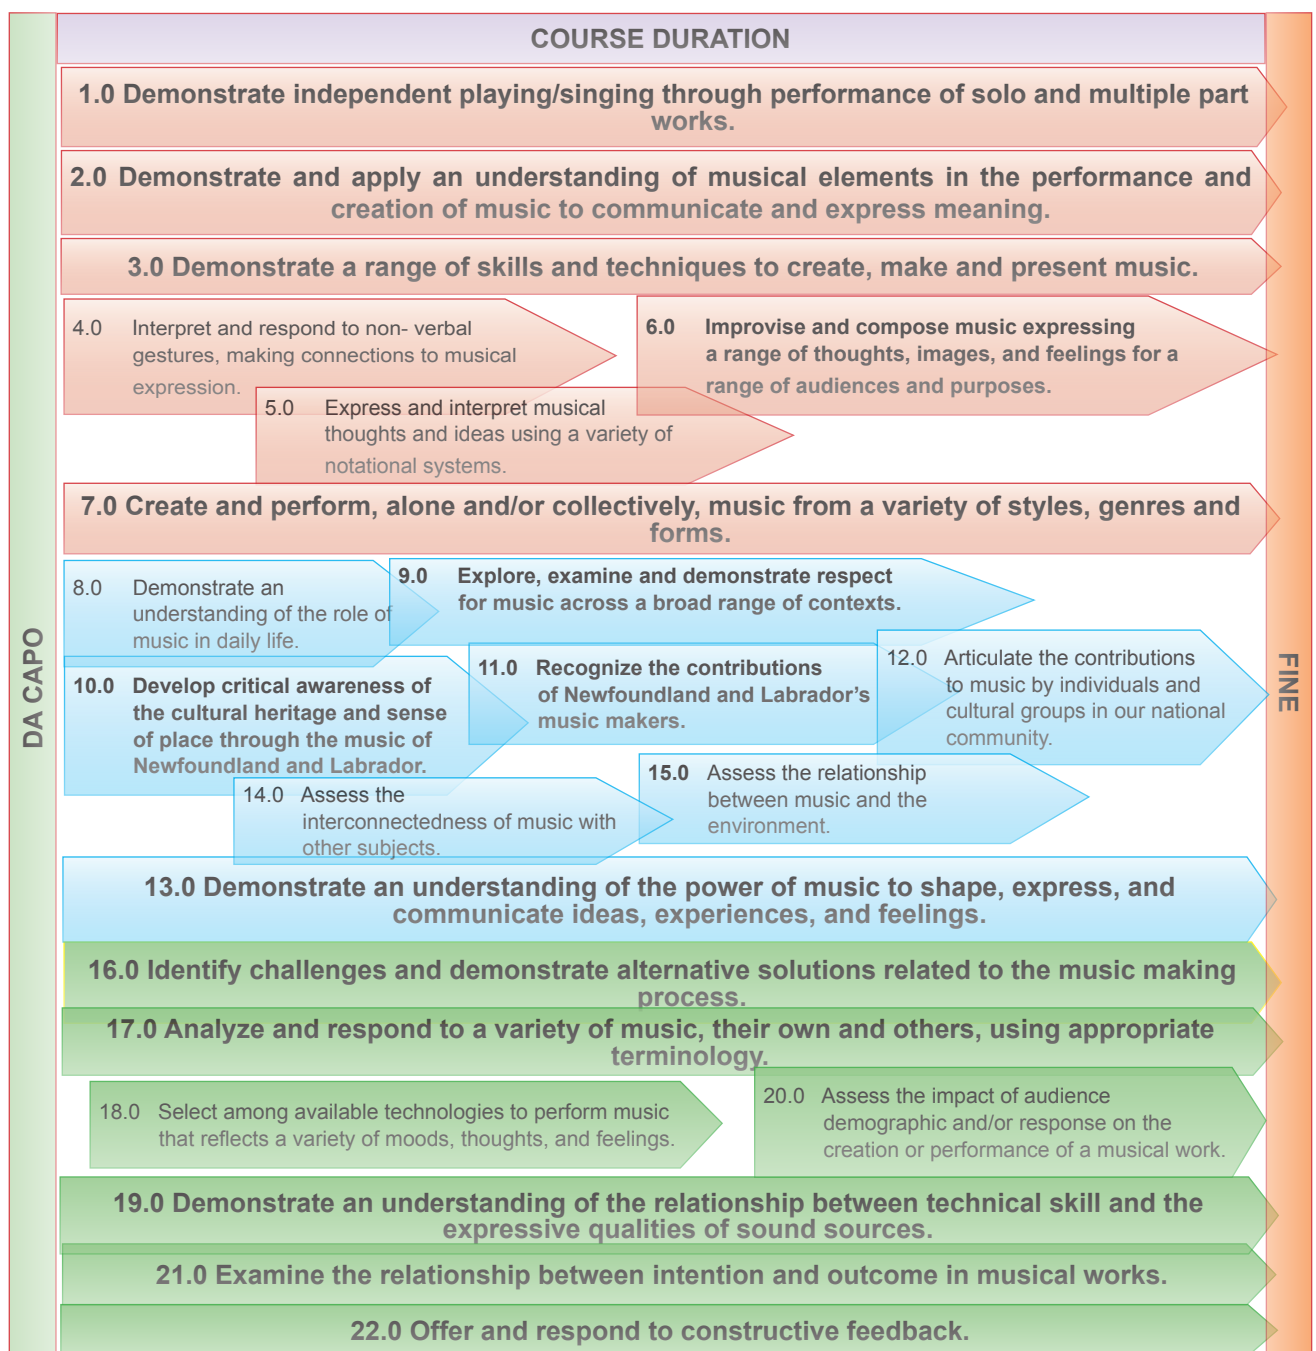 COURSE DURATION
DA CAPO
1.0 Demonstrate independent playing/singing through performance of solo and multiple part
works.
2.0 Demonstrate and apply an understanding of musical elements in the performance and
creation of music to communicate and express meaning.
3.0 Demonstrate a range of skills and techniques to create, make and present music.
4.0 Interpret and respond to non- verbal
gestures, making connections to musical
expression.
6.0 Improvise and compose music expressing
a range of thoughts, images, and feelings for a
range of audiences and purposes.
5.0 Express and interpret musical
thoughts and ideas using a variety of
notational systems.
7.0 Create and perform, alone and/or collectively, music from a variety of styles, genres and
forms.
8.0 Demonstrate an
understanding of the role of
music in daily life.
9.0 Explore, examine and demonstrate respect
for music across a broad range of contexts.
10.0 Develop critical awareness of
the cultural heritage and sense
of place through the music of
Newfoundland and Labrador.
11.0 Recognize the contributions
of Newfoundland and Labrador's
music makers.
12.0 Articulate the contributions
to music by individuals and
cultural groups in our national
community.
14.0 Assess the
interconnectedness of music with
other subjects.
15.0 Assess the relationship
between music and the
environment.
13.0 Demonstrate an understanding of the power of music to shape, express, and
communicate ideas, experiences, and feelings.
16.0 Identify challenges and demonstrate alternative solutions related to the music making
process.
17.0 Analyze and respond to a variety of music, their own and others, using appropriate
terminology.
18.0 Select among available technologies to perform music
that reflects a variety of moods, thoughts, and feelings.
20.0 Assess the impact of audience
demographic and/or response on the
creation or performance of a musical work.
19.0 Demonstrate an understanding of the relationship between technical skill and the
expressive qualities of sound sources.
21.0 Examine the relationship between intention and outcome in musical works.
22.0 Offer and respond to constructive feedback.
FINE